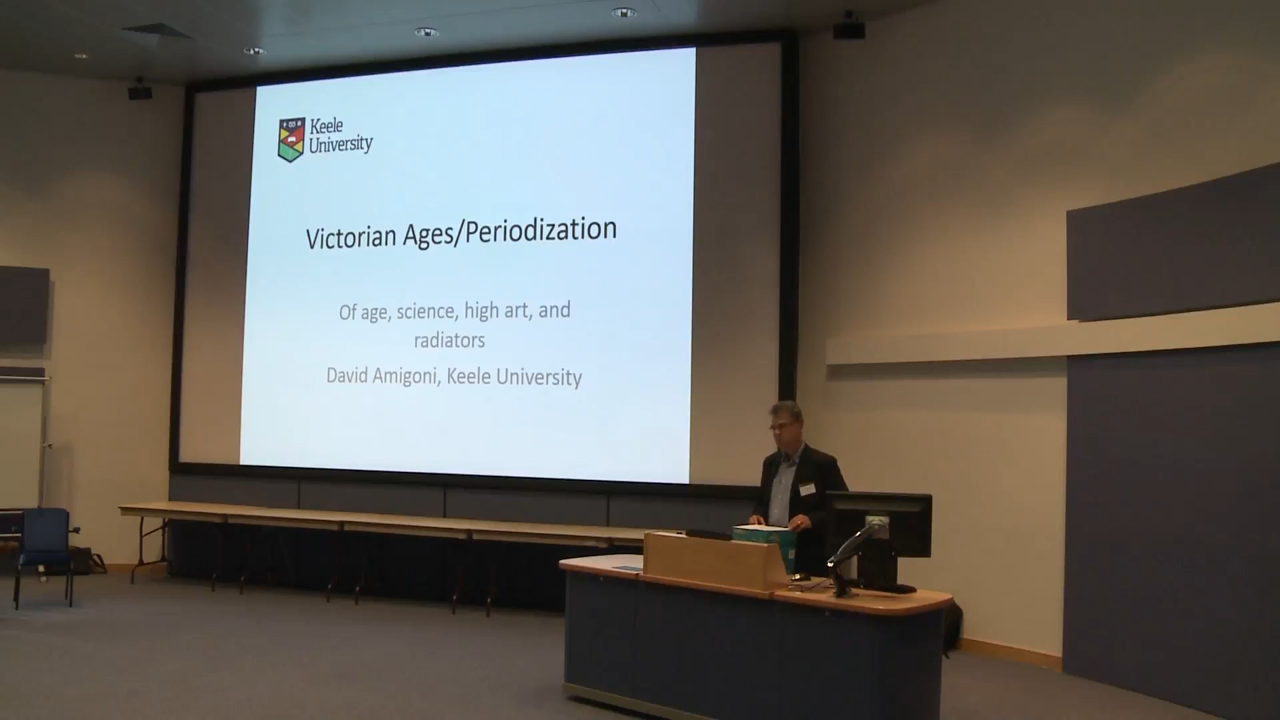 Keele
University
Victorian Ages/Periodization
Of age, science, high art, and
radiators
David Amigoni, Keele University